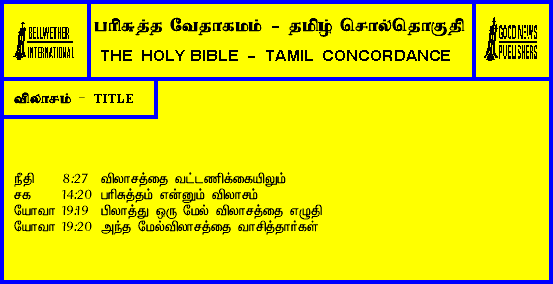 BELLWETHER
INTERNATIONAL
பரிசுத்த வேதாகமம் - தமிழ் சொல்தொகுதி
THE HOLY BIBLE - TAMIL CONCORDANCE
GOOD NEWS
PUBLISHERS
விலாசம் - TITLE
நீதி 8:27 விலாசத்தை வட்டணிக்கையிலும்
சக 14:20 பரிசுத்தம் என்னும் விலாசம்
யோவா 19:19 பிலாத்து ஒரு மேல் விலாசத்தை எழுதி
யோவா 19:20 அந்த மேல்விலாசத்தை வாசித்தார்கள்